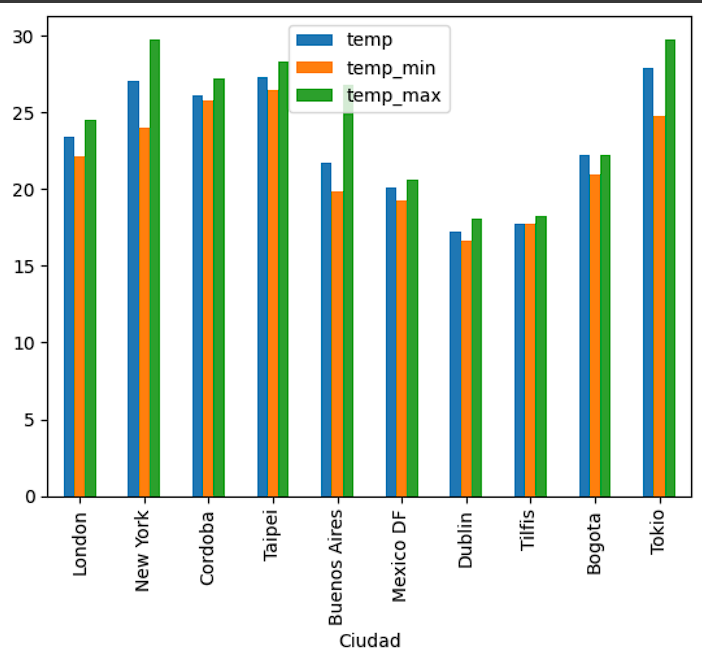 30
25
20
15
10
5
0
temp
temp_min
temp_max
London
New York
Cordoba
Taipei
Buenos Aires
Mexico DF
Dublin
Tilfis
Bogota
Tokio
Ciudad